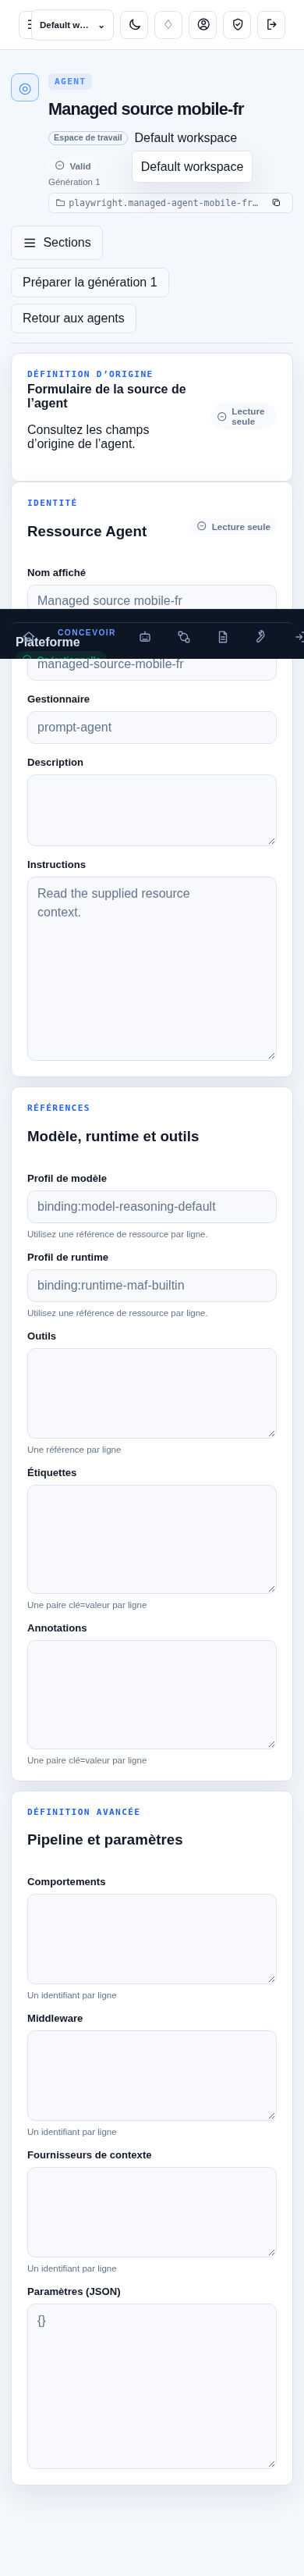 Default w… ⌄
AGENT
Managed source mobile-fr
Espace de travail Default workspace
Default workspace
Valid
Génération 1
playwright.managed-agent-mobile-fr…
Sections
Préparer la génération 1
Retour aux agents
DÉFINITION D’ORIGINE
Formulaire de la source de
l’agent
Lecture
seule
Consultez les champs
d’origine de l’agent.
IDENTITÉ
Ressource Agent
Lecture seule
Nom affiché
Managed source mobile-fr
CONCEVOIR
Plateforme
managed-source-mobile-fr
Gestionnaire
prompt-agent
Description
Instructions
Read the supplied resource
context.
RÉFÉRENCES
Modèle, runtime et outils
Profil de modèle
binding:model-reasoning-default
Utilisez une référence de ressource par ligne.
Profil de runtime
binding:runtime-maf-builtin
Utilisez une référence de ressource par ligne.
Outils
Une référence par ligne
Étiquettes
Une paire clé=valeur par ligne
Annotations
Une paire clé=valeur par ligne
DÉFINITION AVANCÉE
Pipeline et paramètres
Comportements
Un identifiant par ligne
Middleware
Un identifiant par ligne
Fournisseurs de contexte
Un identifiant par ligne
Paramètres (JSON)
{}